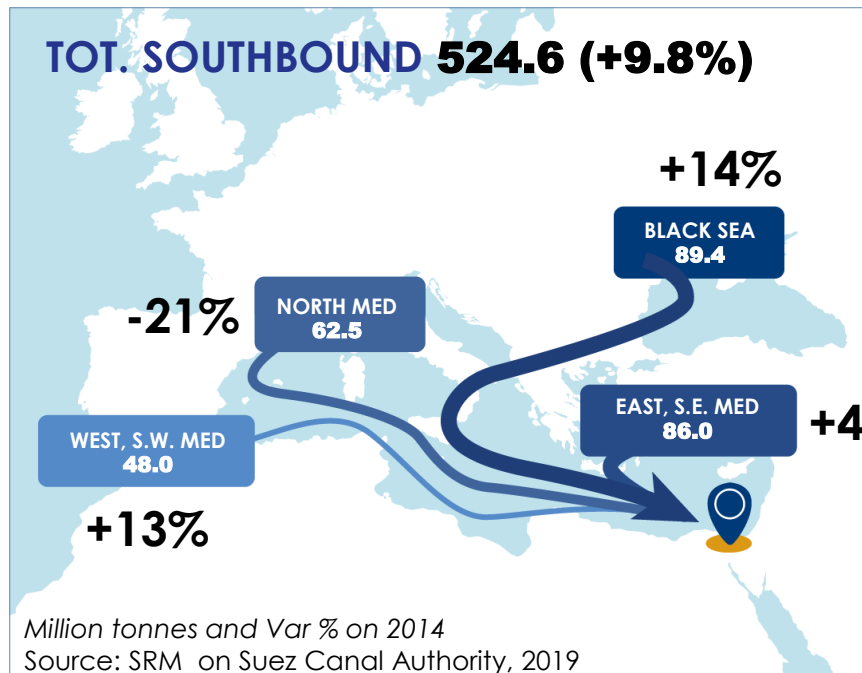 TOT. SOUTHBOUND 524.6 (+9.8%)
+14%
BLACK SEA
89.4
-21%
NORTH MED
62.5
EAST, S.E. MED
86.0
+4
WEST, S.W. MED
48.0
+13%
Million tonnes and Var % on 2014
Source: SRM on Suez Canal Authority, 2019